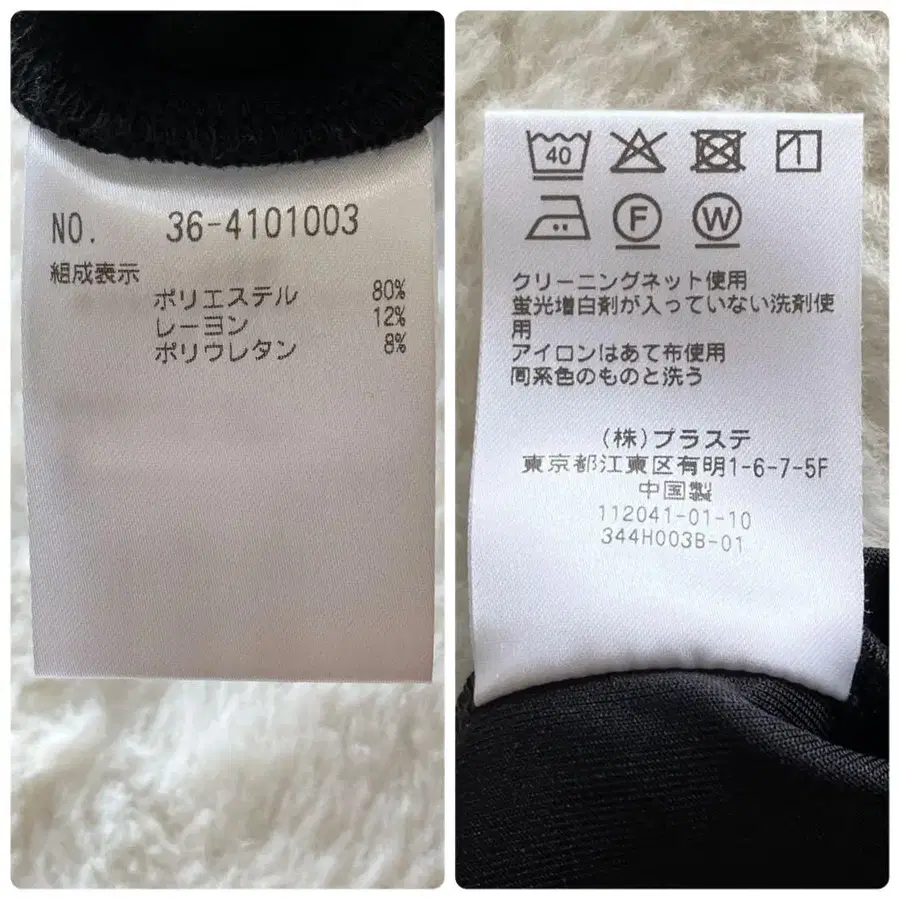 NO. 36-4101003
組成表示
ポリエステル 80%
レーヨン 12%
ポリウレタン 8%
40
F W
クリーニングネット使用
蛍光増白剤が入っていない洗剤使
用
アイロンはあて布使用
同系色のものと洗う
(株)プラステ
東京都江東区有明1-6-7-5F
中国製
112041-01-10
344H003B-01